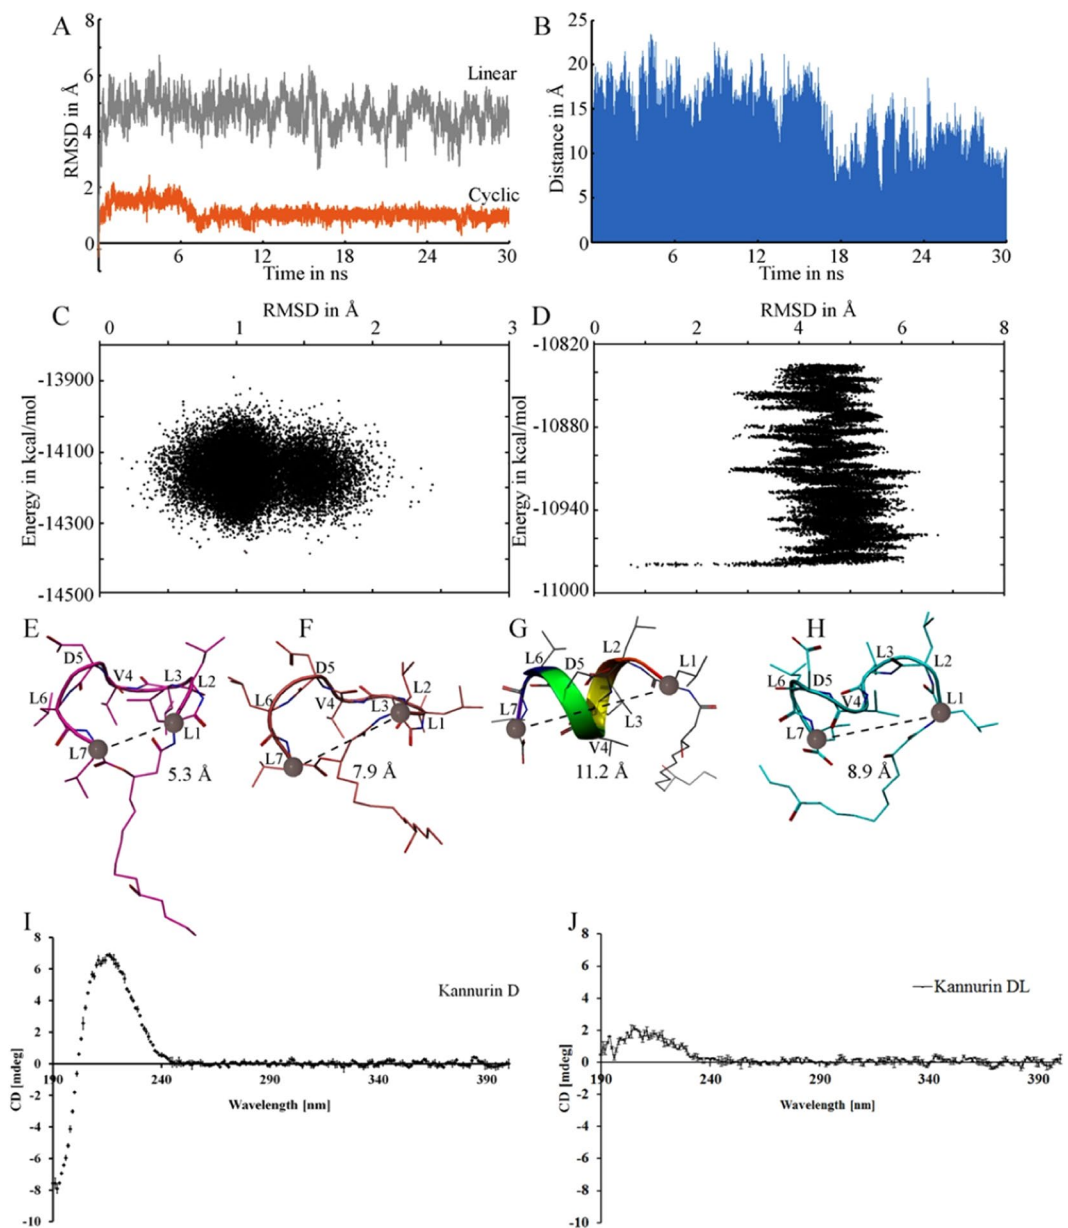 A
8
6
4
2
0
RMSD in Å
Linear
Cyclic
6 12 18 24 30
Time in ns
B
25
20
15
10
5
0
Distance in Å
6 12 18 24 30
Time in ns
C
RMSD in Å
0 1 2 3
-13900
-14100
-14300
-14500
Energy in kcal/mol
D
RMSD in Å
0 2 4 6 8
-10820
-10880
-10940
-11000
Energy in kcal/mol
E
D5
V4
L3
L2
L6
L1
L7
5.3 Å
F
D5
L6
V4
L3
L2
L1
L7
7.9 Å
G
L6
D5
L2
L1
L7
L3
V4
11.2 Å
H
L3
L2
L6
D5
V4
L1
L7
8.9 Å
I
8
6
4
2
0
-2
-4
-6
-8
-10
CD [mdeg]
Kannurin D
190 240 290 340 390
Wavelength [nm]
J
8
6
4
2
0
-2
-4
-6
-8
-10
CD [mdeg]
Kannurin DL
190 240 290 340 390
Wavelength [nm]